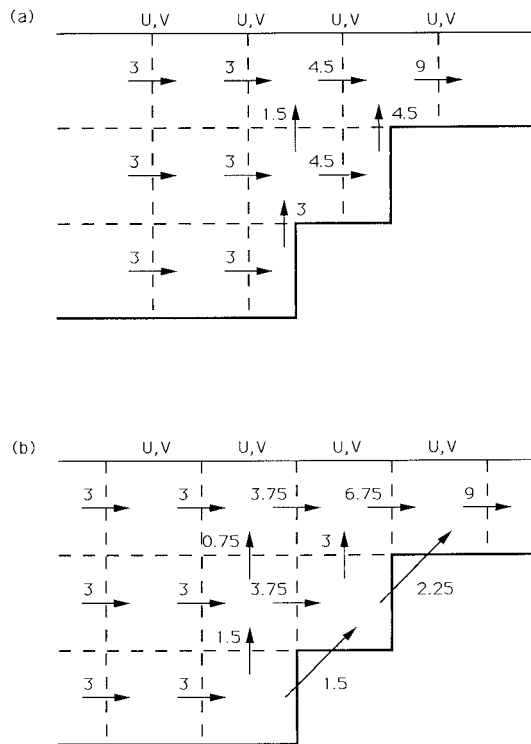 (a)
U,V U,V U,V U,V
3 3 4.5 9
1.5 4.5
3 3 4.5
3
3 3
(b)
U,V U,V U,V U,V
3 3 3.75 6.75 9
0.75 3
3 3 3.75 2.25
1.5
3 3 1.5